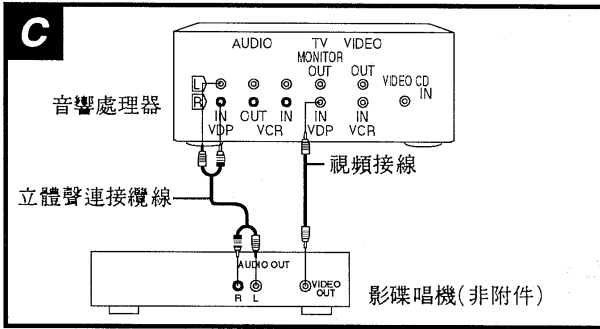 C
AUDIO TV VIDEO
MONITOR
OUT OUT
VIDEO CD
IN
L
R
音響處理器
IN OUT IN IN IN
VDP VCR VDP VCR
視頻接線
立體聲連接纜線
AUDIO OUT
R L
VIDEO
OUT
影碟唱機(非附件)